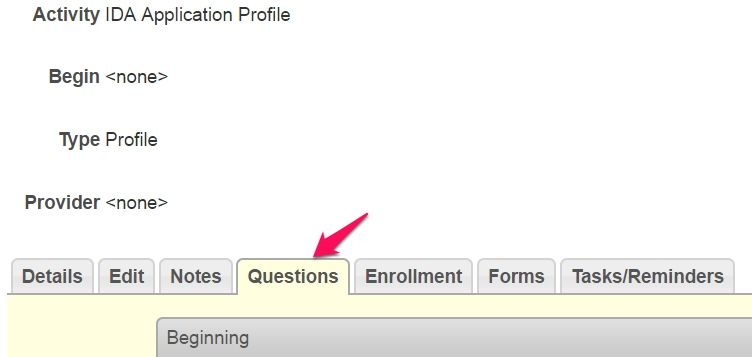 Activity IDA Application Profile
Begin <none>
Type Profile
Provider <none>
Details Edit Notes Questions Enrollment Forms Tasks/Reminders
Beginning